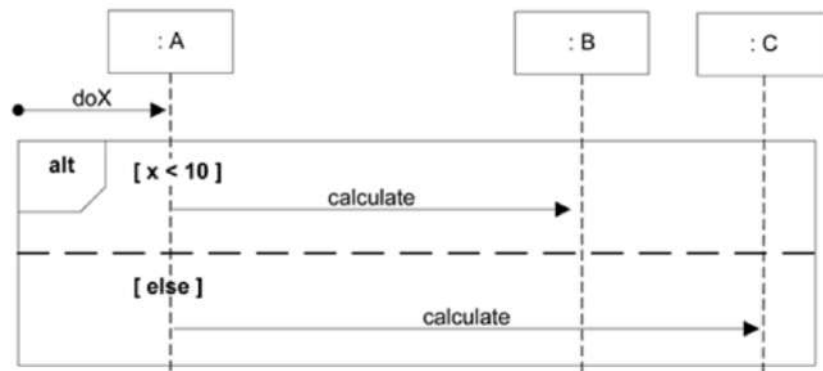 : A
: B
: C
doX
alt
[ x < 10 ]
calculate
[ else ]
calculate